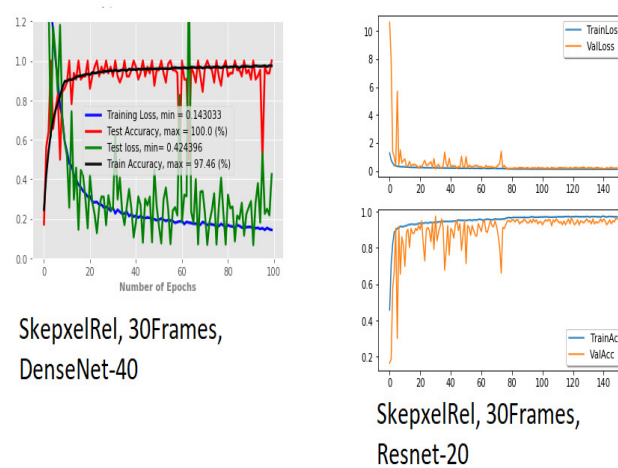 1.2
1.0
0.8
0.6
0.4
0.2
0.0
Training Loss, min = 0.143033
Test Accuracy, max = 100.0 (%)
Test loss, min= 0.424396
Train Accuracy, max = 97.46 (%)
0 20 40 60 80 100
Number of Epochs
SkepxelRel, 30Frames,
DenseNet-40
10
8
6
4
2
0
TrainLoss
ValLoss
0 20 40 60 80 100 120 140
1.0
0.8
0.6
0.4
0.2
TrainAcc
ValAcc
0 20 40 60 80 100 120 140
SkepxelRel, 30Frames,
Resnet-20